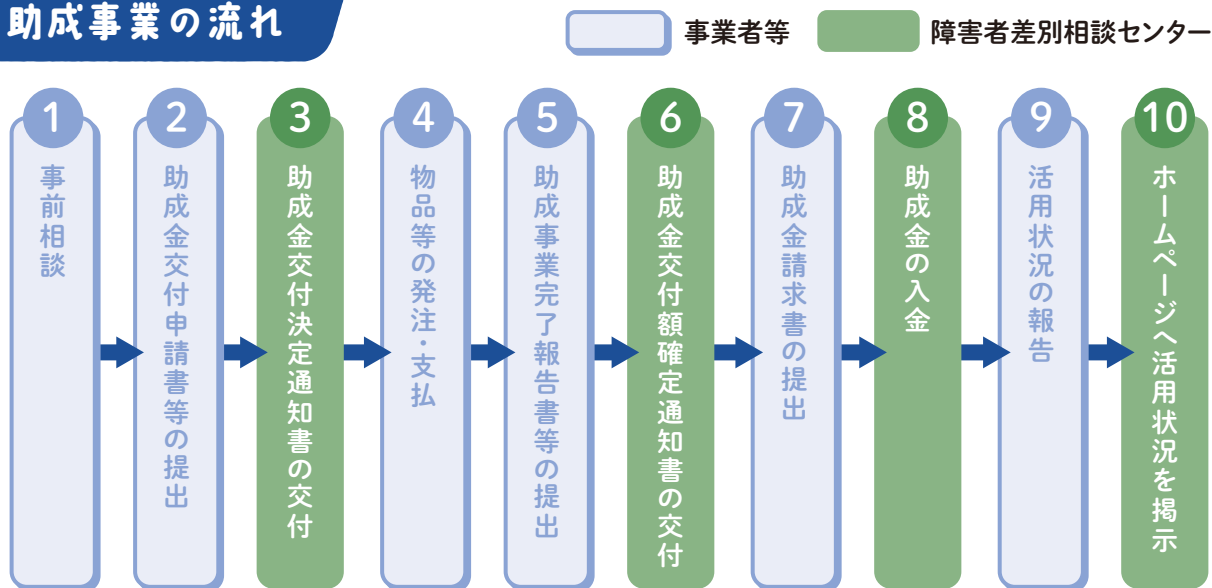 助成事業の流れ
事業者等
障害者差別相談センター
1
事前相談
2
助成金交付申請書等の提出
3
助成金交付決定通知書の交付
4
物品等の発注・支払
5
助成事業完了報告書等の提出
6
助成金交付額確定通知書の交付
7
助成金請求書の提出
8
助成金の入金
9
活用状況の報告
10
ホームページへ活用状況を掲示